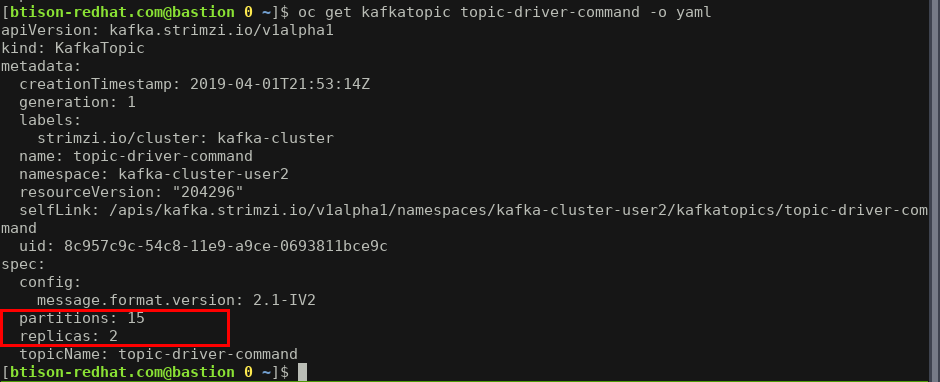 [btison-redhat.com@bastion 0 ~]$ oc get kafkatopic topic-driver-command -o yaml
apiVersion: kafka.strimzi.io/v1alpha1
kind: KafkaTopic
metadata:
  creationTimestamp: 2019-04-01T21:53:14Z
  generation: 1
  labels:
    strimzi.io/cluster: kafka-cluster
  name: topic-driver-command
  namespace: kafka-cluster-user2
  resourceVersion: "204296"
  selfLink: /apis/kafka.strimzi.io/v1alpha1/namespaces/kafka-cluster-user2/kafkatopics/topic-driver-com
mand
  uid: 8c957c9c-54c8-11e9-a9ce-0693811bce9c
spec:
  config:
    message.format.version: 2.1-IV2
  partitions: 15
  replicas: 2
  topicName: topic-driver-command
[btison-redhat.com@bastion 0 ~]$